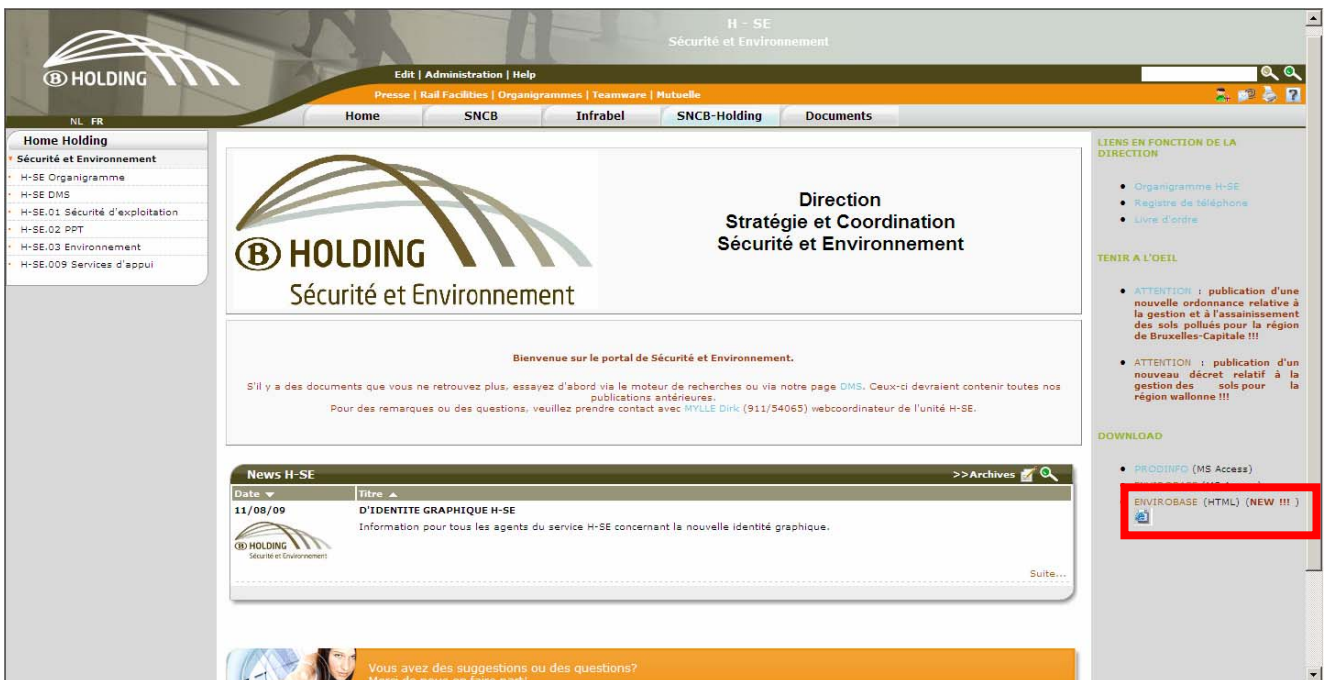 H - SE
Sécurité et Environnement
B HOLDING
Edit | Administration | Help
Presse | Rail Facilities | Organigrammes | Teamware | Mutuelle
NL FR
Home
SNCB
Infrabel
SNCB-Holding
Documents
Home Holding
Sécurité et Environnement
H-SE Organigramme
H-SE DMS
H-SE.01 Sécurité d'exploitation
H-SE.02 PPT
H-SE.03 Environnement
H-SE.009 Services d'appui
B HOLDING
Sécurité et Environnement
Direction
Stratégie et Coordination
Sécurité et Environnement
Bienvenue sur le portal de Sécurité et Environnement.
S'il y a des documents que vous ne retrouvez plus, essayez d'abord via le moteur de recherches ou via notre page DMS. Ceux-ci devraient contenir toutes nos
publications antérieures.
Pour des remarques ou des questions, veuillez prendre contact avec MYLLE Dirk (911/54065) webcoordinateur de l'unité H-SE.
News H-SE
>>Archives
Date
Titre
11/08/09
D'IDENTITE GRAPHIQUE H-SE
Information pour tous les agents du service H-SE concernant la nouvelle identité graphique.
B HOLDING
Sécurité et Environnement
Suite...
Vous avez des suggestions ou des questions?
Merci de nous en faire part!
LIENS EN FONCTION DE LA
DIRECTION
Organigramme H-SE
Registre de téléphone
Livre d'ordre
TENIR A L'OEIL
ATTENTION : publication d'une
nouvelle ordonnance relative à
la gestion et à l'assainissement
des sols pollués pour la région
de Bruxelles-Capitale !!!
ATTENTION : publication d'un
nouveau décret relatif à la
gestion des sols pour la
région wallonne !!!
DOWNLOAD
PRODINFO (MS Access)
ENVIROBASE (HTML) (NEW !!! )